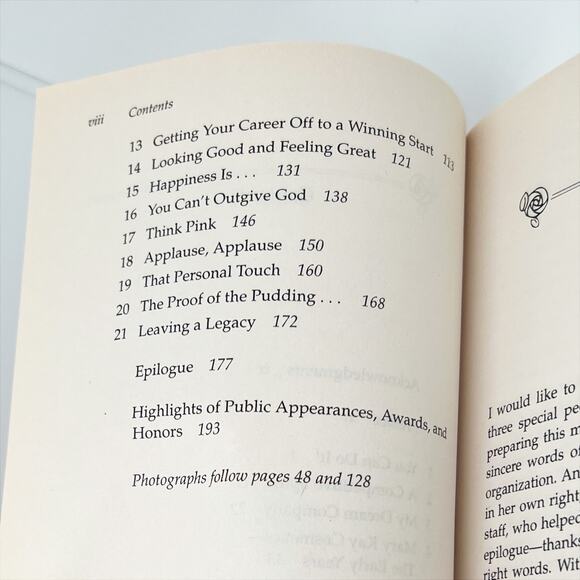 viii Contents
13 Getting Your Career Off to a Winning Start 113
14 Looking Good and Feeling Great 121
15 Happiness Is . . . 131
16 You Can't Outgive God 138
17 Think Pink 146
18 Applause, Applause 150
19 That Personal Touch 160
20 The Proof of the Pudding . . . 168
21 Leaving a Legacy 172
Epilogue 177
Highlights of Public Appearances, Awards, and
Honors 193
Photographs follow pages 48 and 128
I would like to
three special
preparing this
sincere words of
organization. An
in her own right,
staff, who helped
epilogue—thanks
right words. Wit